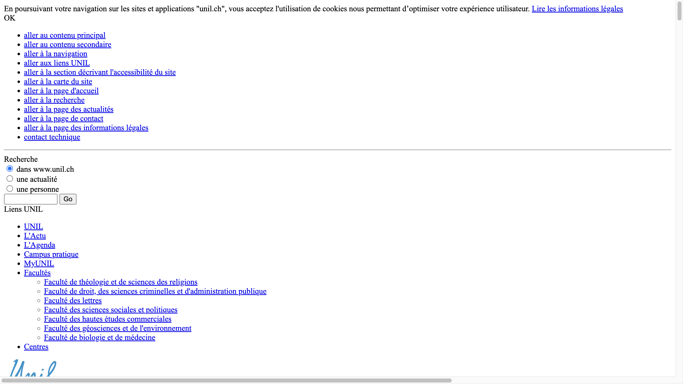 En poursuivant votre navigation sur les sites et applications "unil.ch", vous acceptez l'utilisation de cookies nous permettant d’optimiser votre expérience utilisateur. Lire les informations légales
OK
aller au contenu principal
aller au contenu secondaire
aller à la navigation
aller aux liens UNIL
aller à la section décrivant l'accessibilité du site
aller à la carte du site
aller à la page d'accueil
aller à la recherche
aller à la page des actualités
aller à la page de contact
aller à la page des informations légales
contact technique
Recherche
dans www.unil.ch
une actualité
une personne
Go
Liens UNIL
UNIL
L'Actu
L'Agenda
Campus pratique
MyUNIL
Facultés
Faculté de théologie et de sciences des religions
Faculté de droit, des sciences criminelles et d'administration publique
Faculté des lettres
Faculté des sciences sociales et politiques
Faculté des hautes études commerciales
Faculté des géosciences et de l'environnement
Faculté de biologie et de médecine
Centres
Unil